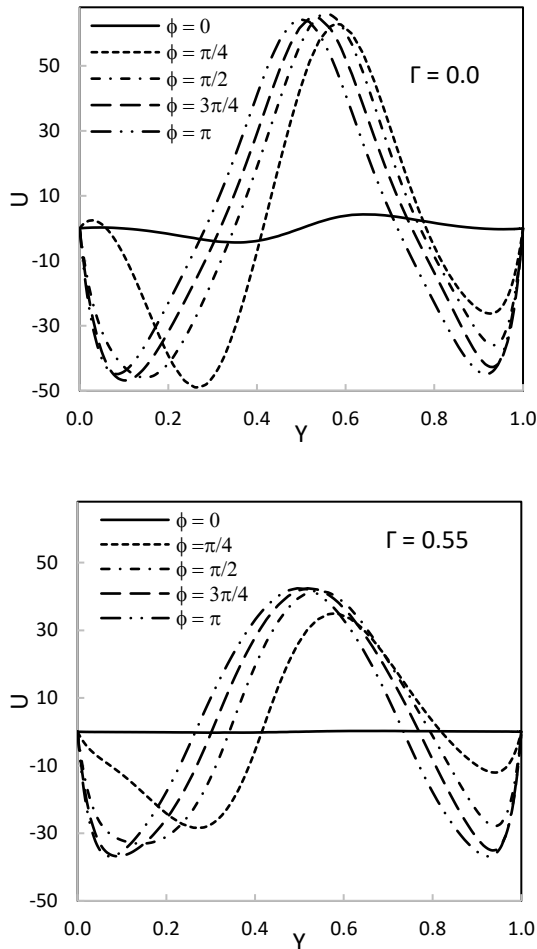 ϕ = 0
ϕ = π/4
ϕ = π/2
ϕ = 3π/4
ϕ = π
Γ = 0.0
50
30
10
-10
-30
-50
U
0.0 0.2 0.4 0.6 0.8 1.0
Y
ϕ = 0
ϕ =π/4
ϕ = π/2
ϕ = 3π/4
ϕ = π
Γ = 0.55
50
30
10
-10
-30
-50
U
0.0 0.2 0.4 0.6 0.8 1.0
Y